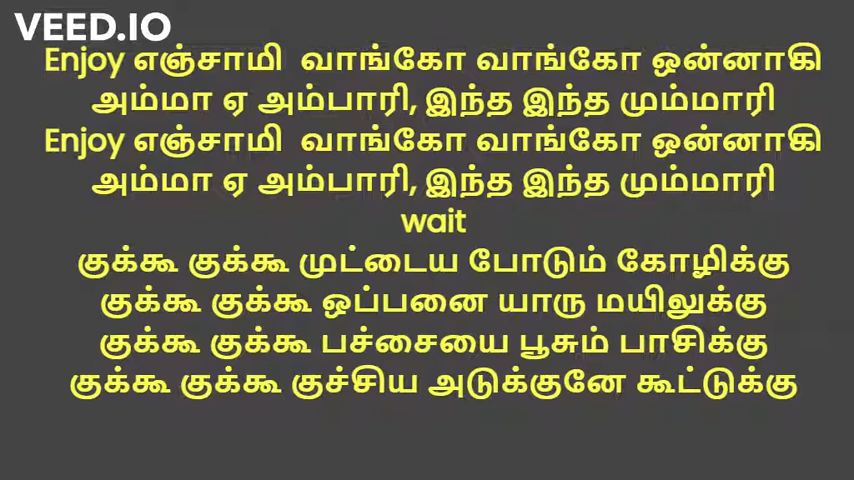 VEED.IO
Enjoy எஞ்சாமி வாங்கோ வாங்கோ ஒன்னாகி
அம்மா ஏ அம்பாரி, இந்த இந்த மும்மாரி
Enjoy எஞ்சாமி வாங்கோ வாங்கோ ஒன்னாகி
அம்மா ஏ அம்பாரி, இந்த இந்த மும்மாரி
wait
குக்கூ குக்கூ முட்டைய போடும் கோழிக்கு
குக்கூ குக்கூ ஒப்பனை யாரு மயிலுக்கு
குக்கூ குக்கூ பச்சையை பூசும் பாசிக்கு
குக்கூ குக்கூ குச்சிய அடுக்குனே கூட்டுக்கு